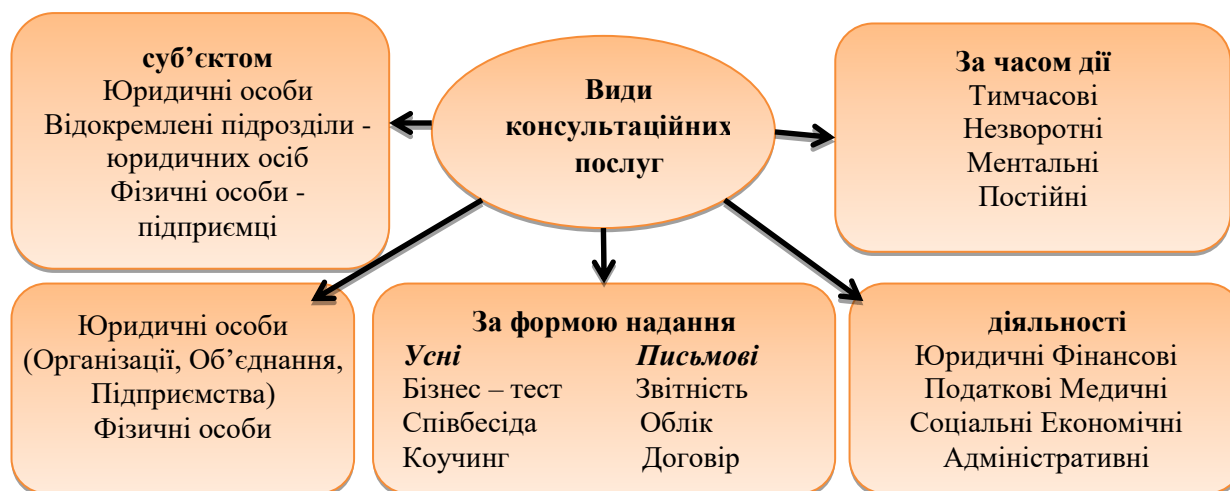 суб’єктом
Юридичні особи
Відокремлені підрозділи -
юридичних осіб
Фізичні особи -
підприємці
Види
консультаційних
послуг
За часом дії
Тимчасові
Незворотні
Ментальні
Постійні
Юридичні особи
(Організації, Об’єднання,
Підприємства)
Фізичні особи
За формою надання
Усні Письмові
Бізнес – тест Звітність
Співбесіда Облік
Коучинг Договір
діяльності
Юридичні Фінансові
Податкові Медичні
Соціальні Економічні
Адміністративні